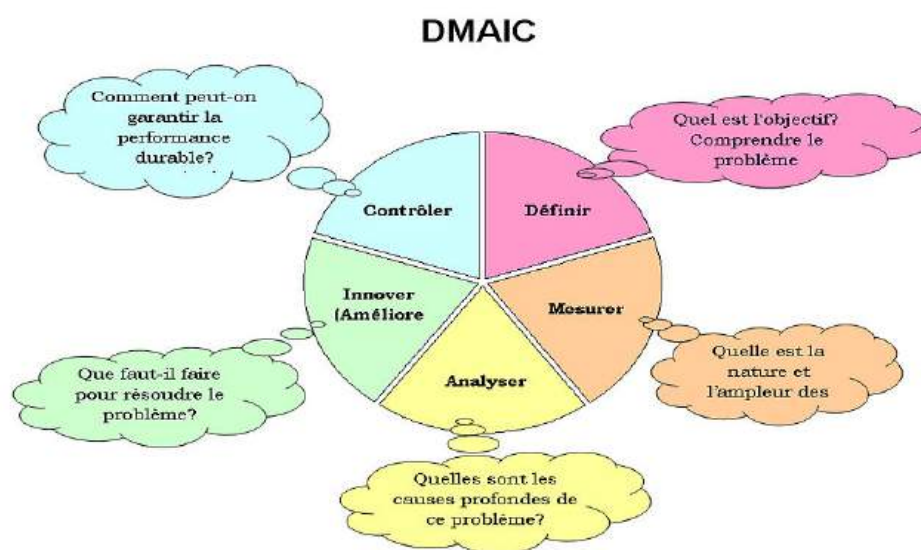 DMAIC
Comment peut-on
garantir la
performance
durable?
Quel est l'objectif?
Comprendre le
problème
Contrôler
Définir
Innover
(Améliore
Mesurer
Analyser
Que faut-il faire
pour résoudre le
problème?
Quelle est la
nature et
l'ampleur des
Quelles sont les
causes profondes de
ce problème?